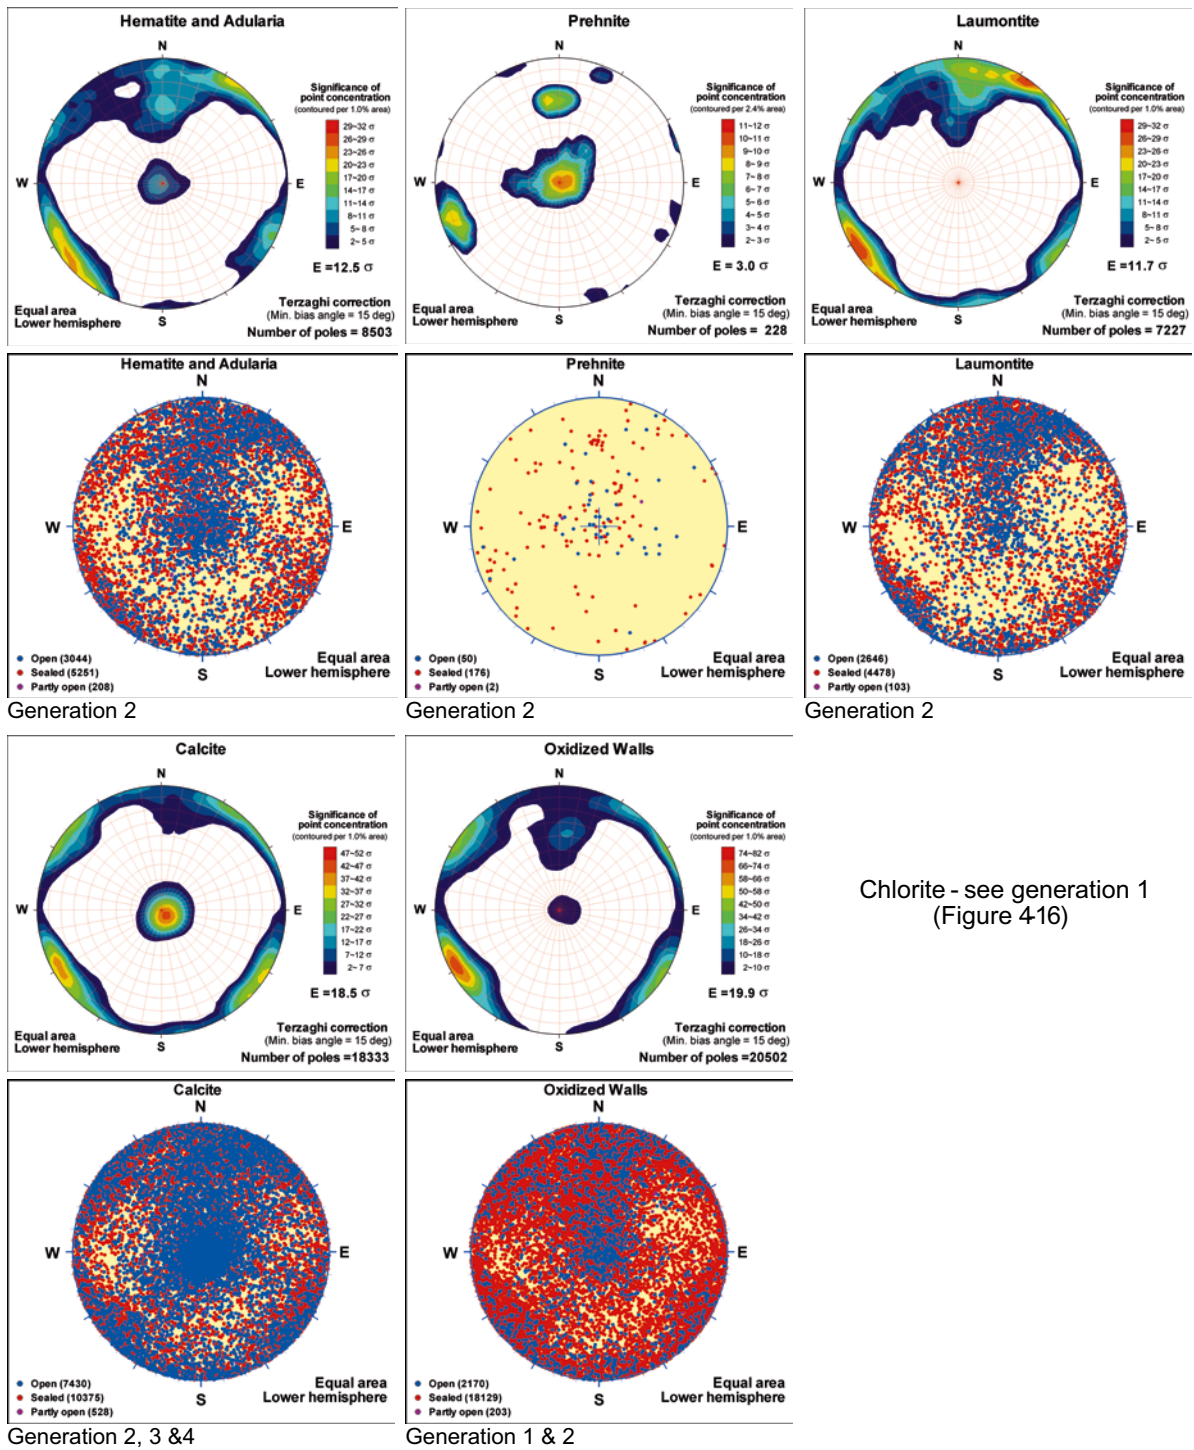 Hematite and Adularia
N
W
E
S
Significance of
point concentration
(contoured per 1.0% area)
29~32 σ
26~29 σ
23~26 σ
20~23 σ
17~20 σ
14~17 σ
11~14 σ
8~11 σ
5~8 σ
2~5 σ
E =12.5 σ
Equal area
Lower hemisphere
Terzaghi correction
(Min. bias angle = 15 deg)
Number of poles = 8503
Prehnite
N
W
E
S
Significance of
point concentration
(contoured per 2.4% area)
11~12 σ
10~11 σ
9~10 σ
8~9 σ
7~8 σ
6~7 σ
5~6 σ
4~5 σ
3~4 σ
2~3 σ
E = 3.0 σ
Equal area
Lower hemisphere
Terzaghi correction
(Min. bias angle = 15 deg)
Number of poles = 228
Laumontite
N
W
E
S
Significance of
point concentration
(contoured per 1.0% area)
29~32 σ
26~29 σ
23~26 σ
20~23 σ
17~20 σ
14~17 σ
11~14 σ
8~11 σ
5~8 σ
2~5 σ
E =11.7 σ
Equal area
Lower hemisphere
Terzaghi correction
(Min. bias angle = 15 deg)
Number of poles = 7227
Hematite and Adularia
N
W
E
S
Open (3044)
Sealed (5251)
Partly open (208)
Equal area
Lower hemisphere
Generation 2
Prehnite
N
W
E
S
Open (50)
Sealed (176)
Partly open (2)
Equal area
Lower hemisphere
Generation 2
Laumontite
N
W
E
S
Open (2646)
Sealed (4478)
Partly open (103)
Equal area
Lower hemisphere
Generation 2
Calcite
N
W
E
S
Significance of
point concentration
(contoured per 1.0% area)
47~52 σ
42~47 σ
37~42 σ
32~37 σ
27~32 σ
22~27 σ
17~22 σ
12~17 σ
7~12 σ
2~7 σ
E =18.5 σ
Equal area
Lower hemisphere
Terzaghi correction
(Min. bias angle = 15 deg)
Number of poles =18333
Oxidized Walls
N
W
E
S
Significance of
point concentration
(contoured per 1.0% area)
74~82 σ
66~74 σ
58~66 σ
50~58 σ
42~50 σ
34~42 σ
26~34 σ
18~26 σ
10~18 σ
2~10 σ
E =19.9 σ
Equal area
Lower hemisphere
Terzaghi correction
(Min. bias angle = 15 deg)
Number of poles =20502
Chlorite - see generation 1
(Figure 4-16)
Calcite
N
W
E
S
Open (7430)
Sealed (10375)
Partly open (528)
Equal area
Lower hemisphere
Generation 2, 3 &4
Oxidized Walls
N
W
E
S
Open (2170)
Sealed (18129)
Partly open (203)
Equal area
Lower hemisphere
Generation 1 & 2